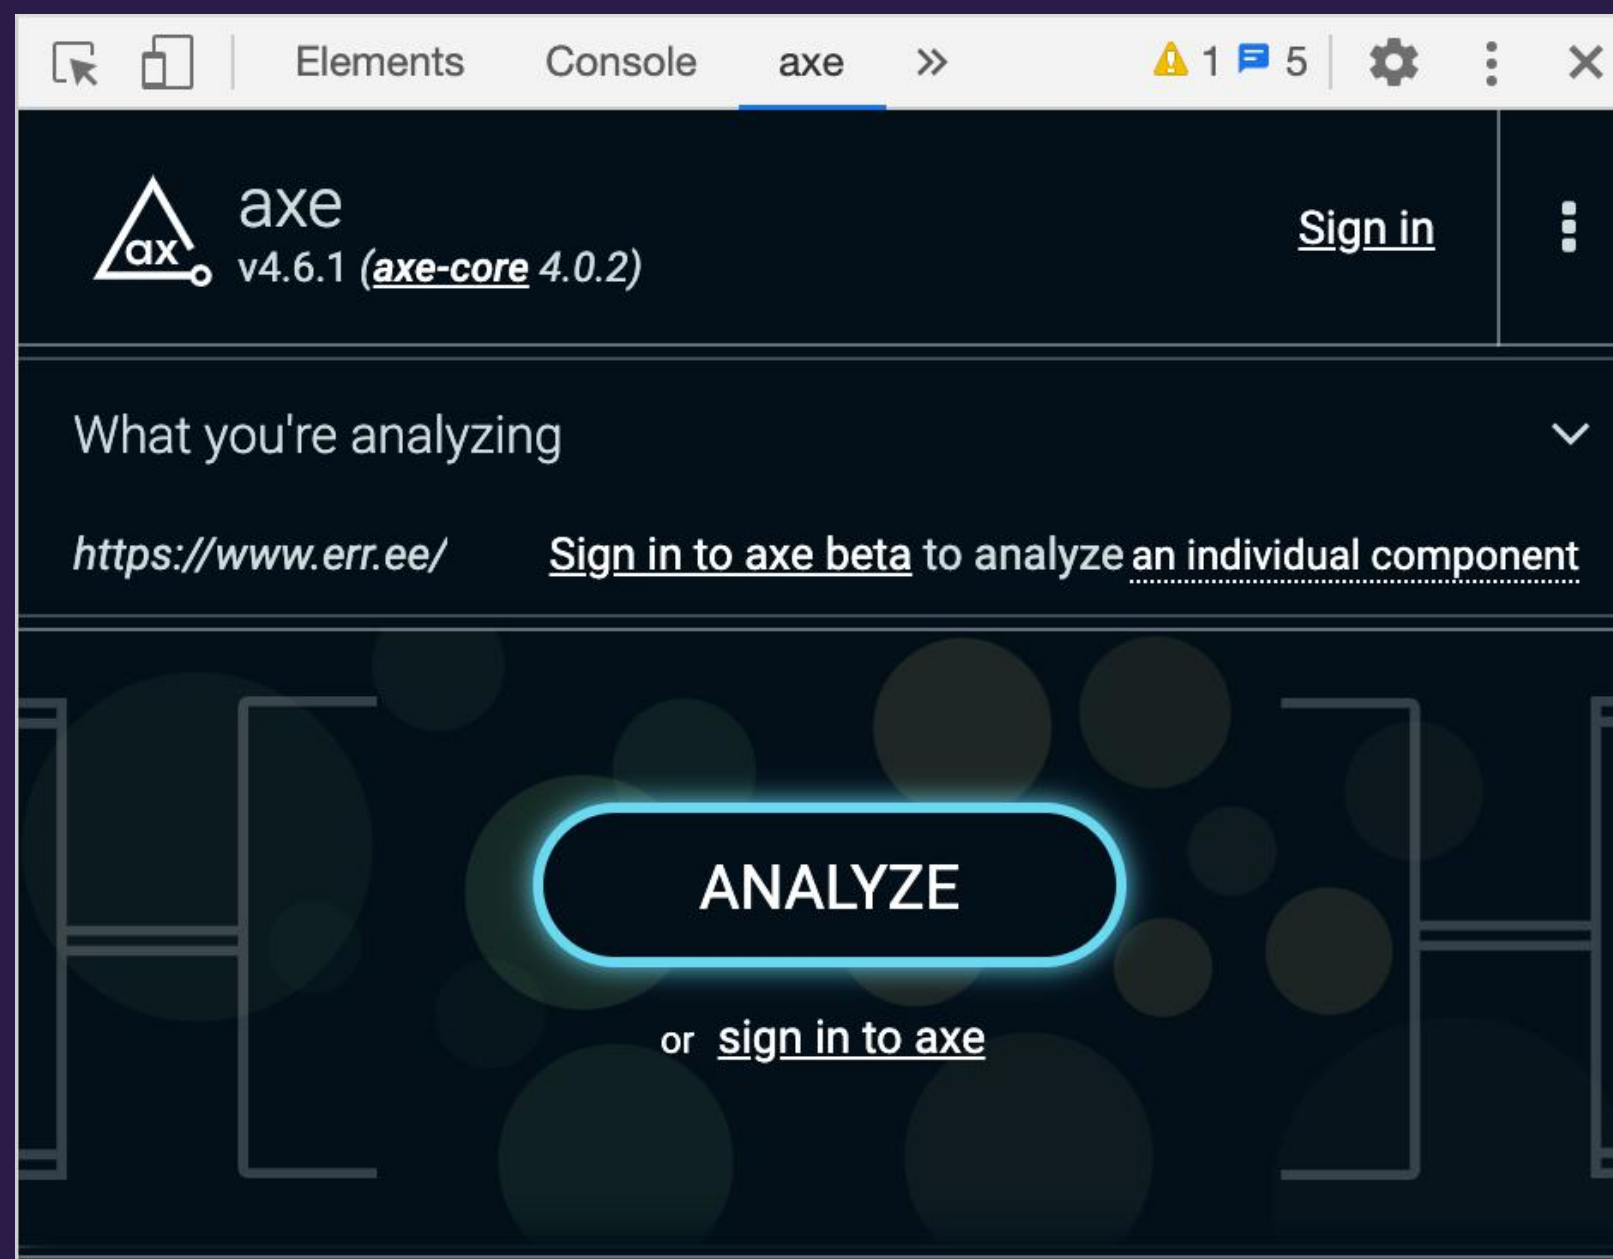 Elements Console axe » 1 5
ax
axe
v4.6.1 (axe-core 4.0.2)
Sign in
What you're analyzing
https://www.err.ee/ Sign in to axe beta to analyze an individual component
ANALYZE
or sign in to axe